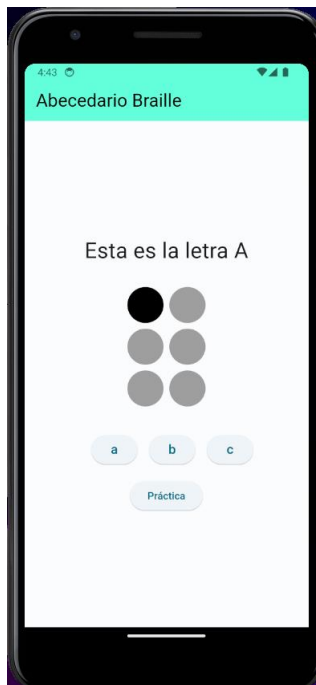 4:43
Abecedario Braille
Esta es la letra A
a b c
Práctica